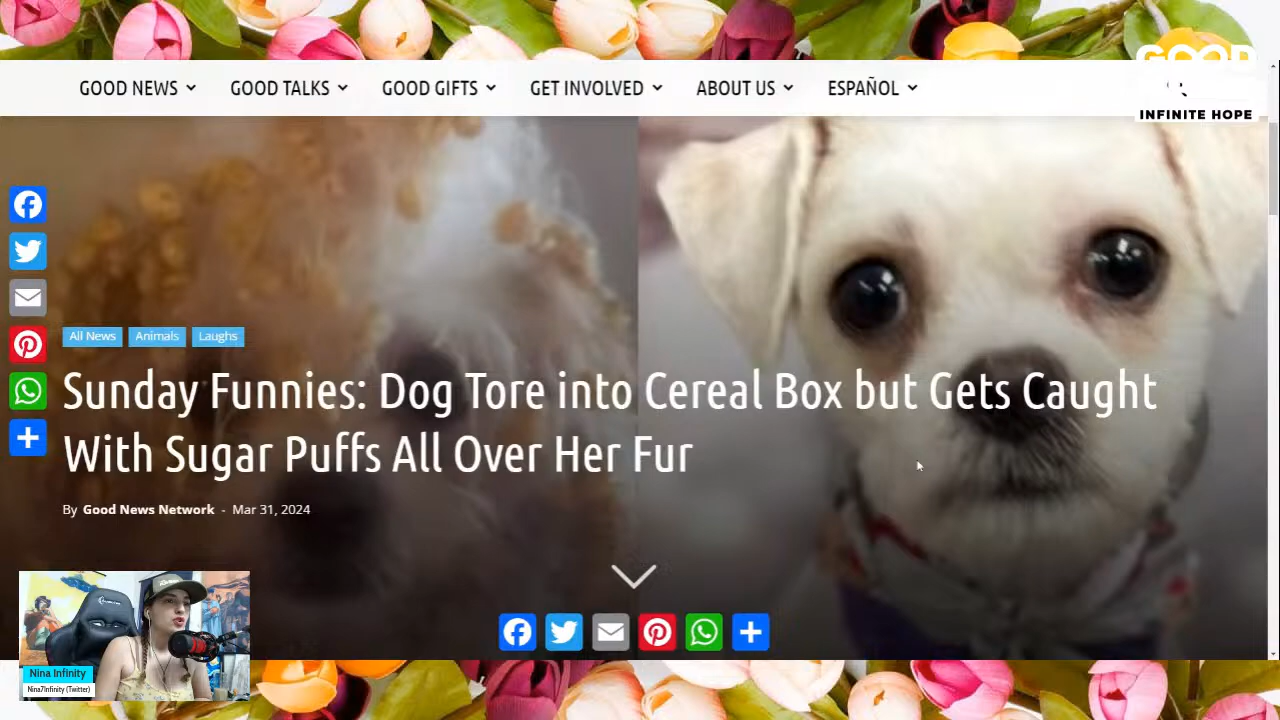 GOOD
GOOD NEWS
GOOD TALKS
GOOD GIFTS
GET INVOLVED
ABOUT US
ESPAÑOL
INFINITE HOPE
All News
Animals
Laughs
Sunday Funnies: Dog Tore into Cereal Box but Gets Caught
With Sugar Puffs All Over Her Fur
By Good News Network - Mar 31, 2024
Nina Infinity
Nina7Infinity (Twitter)